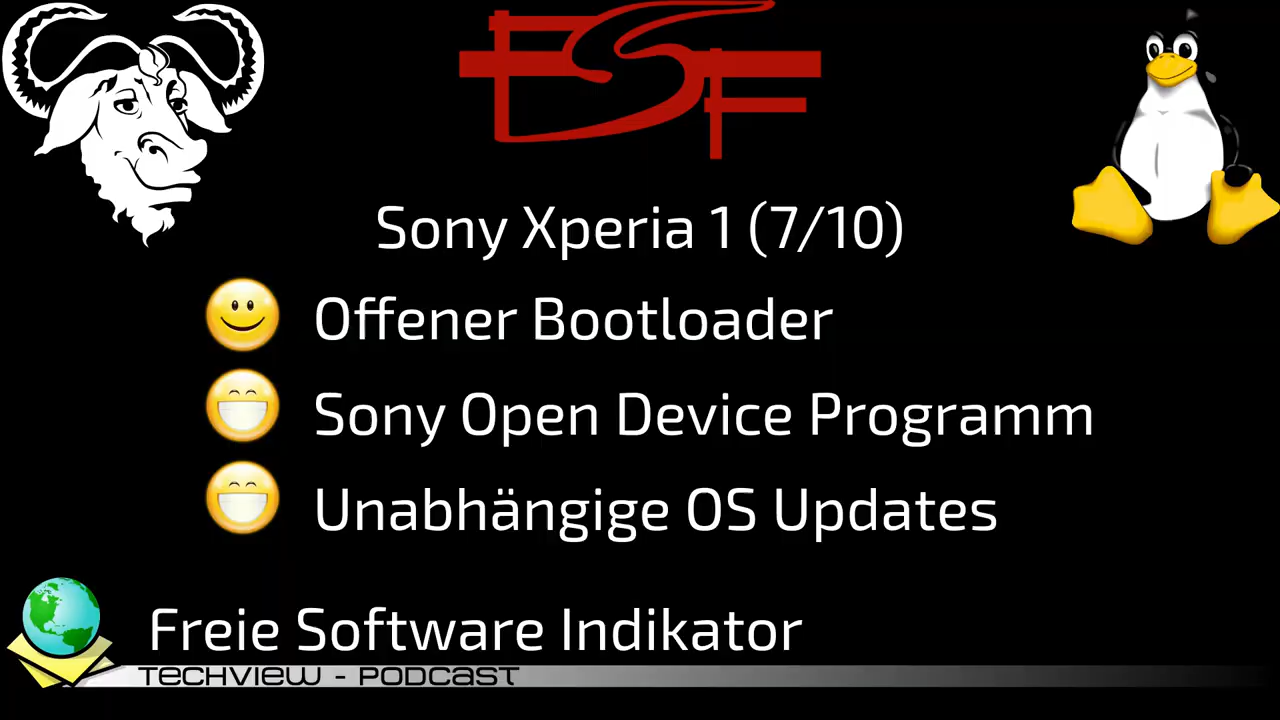 FSF
Sony Xperia 1 (7/10)
Offener Bootloader
Sony Open Device Programm
Unabhängige OS Updates
Freie Software Indikator
TECHVIEW - PODCAST